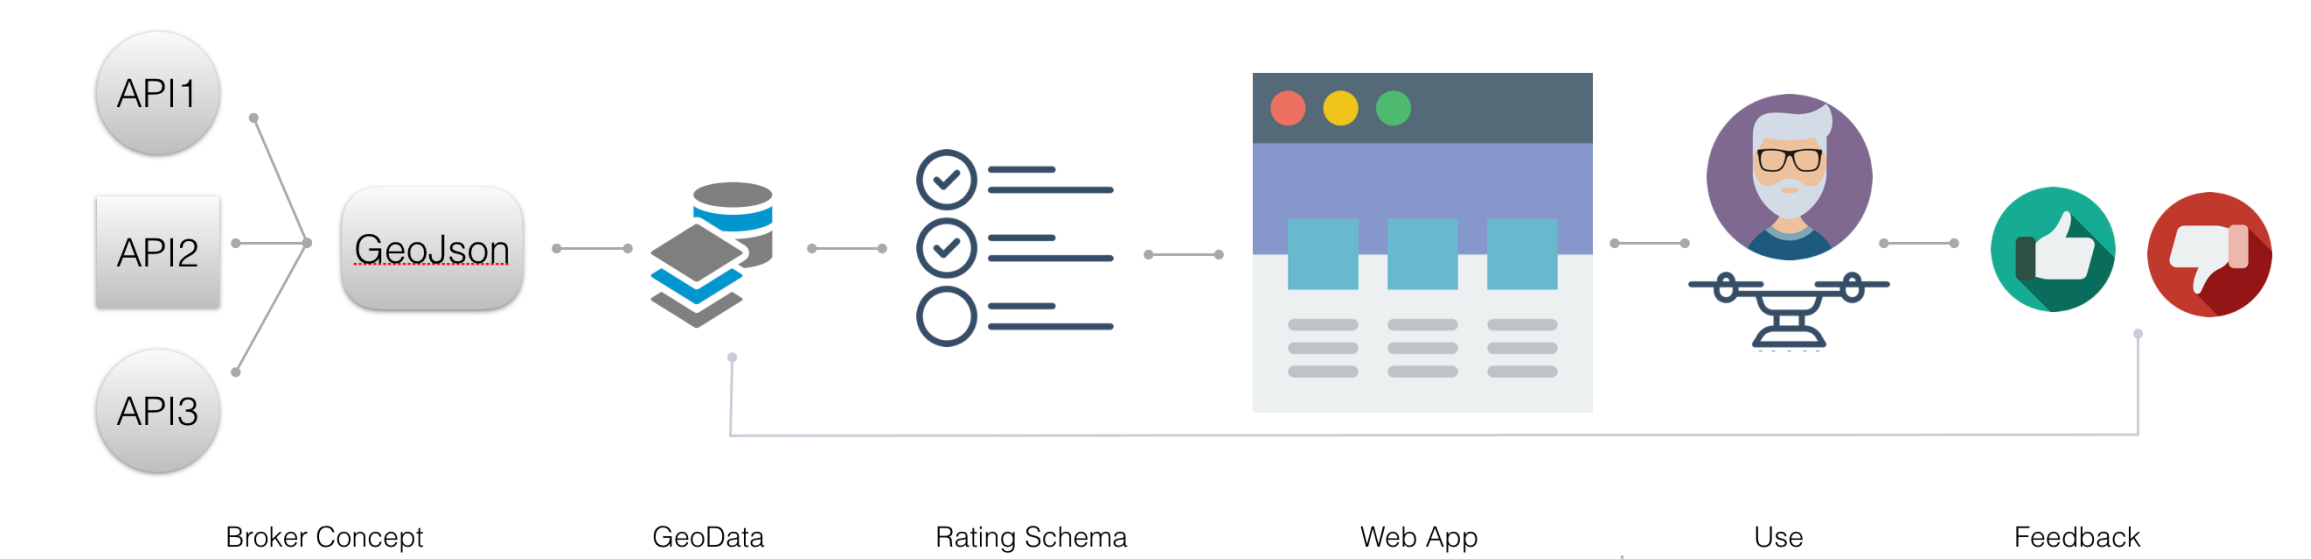 API1
API2
API3
GeoJson
Broker Concept
GeoData
Rating Schema
Web App
Use
Feedback